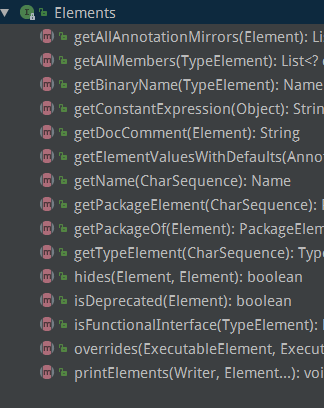 Elements
getAllAnnotationMirrors(Element): Li
getAllMembers(TypeElement): List<?
getBinaryName(TypeElement): Name
getConstantExpression(Object): Strin
getDocComment(Element): String
getElementValuesWithDefaults(Anno
getName(CharSequence): Name
getPackageElement(CharSequence):
getPackageOf(Element): PackageElem
getTypeElement(CharSequence): Type
hides(Element, Element): boolean
isDeprecated(Element): boolean
isFunctionalInterface(TypeElement):
overrides(ExecutableElement, Execut
printElements(Writer, Element...): voi